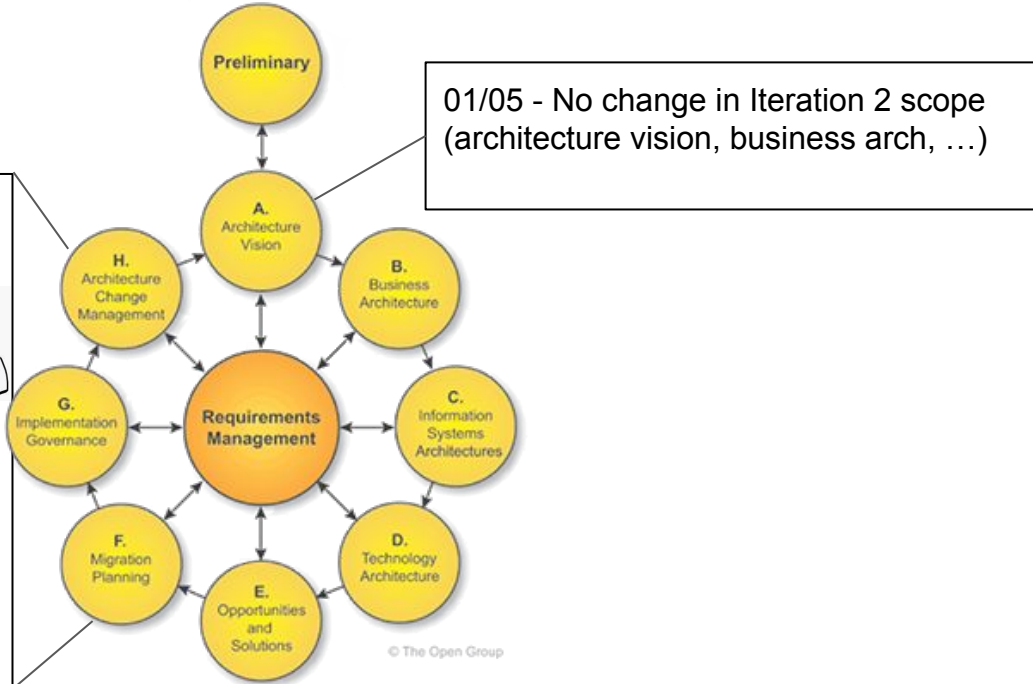 Preliminary
01/05 - No change in Iteration 2 scope
(architecture vision, business arch, …)
A.
Architecture
Vision
H.
Architecture
Change
Management
B.
Business
Architecture
G.
Implementation
Governance
Requirements
Management
C.
Information
Systems
Architectures
F.
Migration
Planning
D.
Technology
Architecture
E.
Opportunities
and
Solutions
© The Open Group